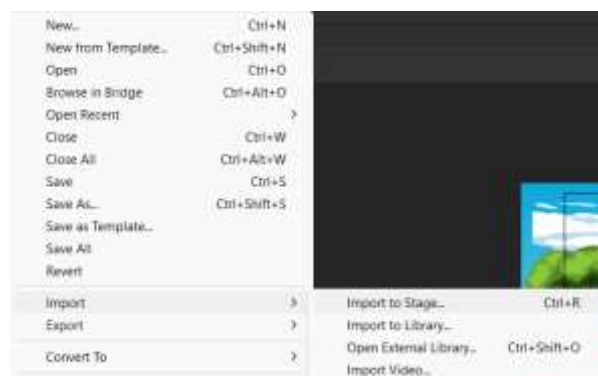 New... Ctrl+N
New from Template... Ctrl+Shift+N
Open Ctrl+O
Browse in Bridge Ctrl+Alt+O
Open Recent >
Close Ctrl+W
Close All Ctrl+Alt+W
Save Ctrl+S
Save As... Ctrl+Shift+S
Save as Template...
Save All
Revert
Import >
Export >
Convert To >
Import to Stage... Ctrl+R
Import to Library...
Open External Library... Ctrl+Shift+O
Import Video...